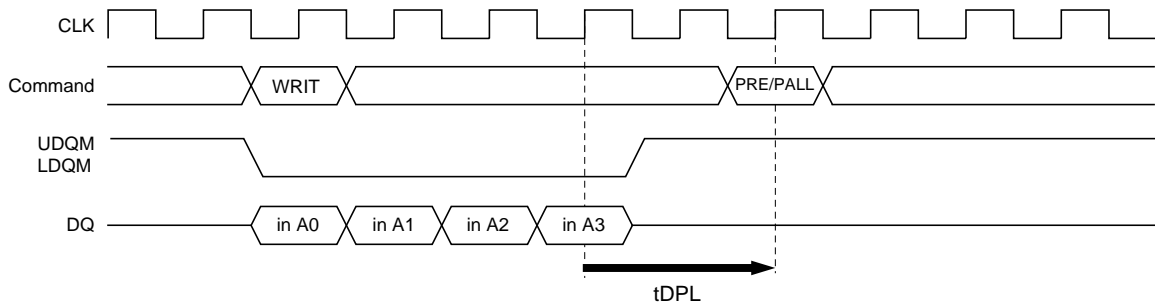 CLK
Command
WRIT
PRE/PALL
UDQM
LDQM
DQ
in A0
in A1
in A2
in A3
tDPL